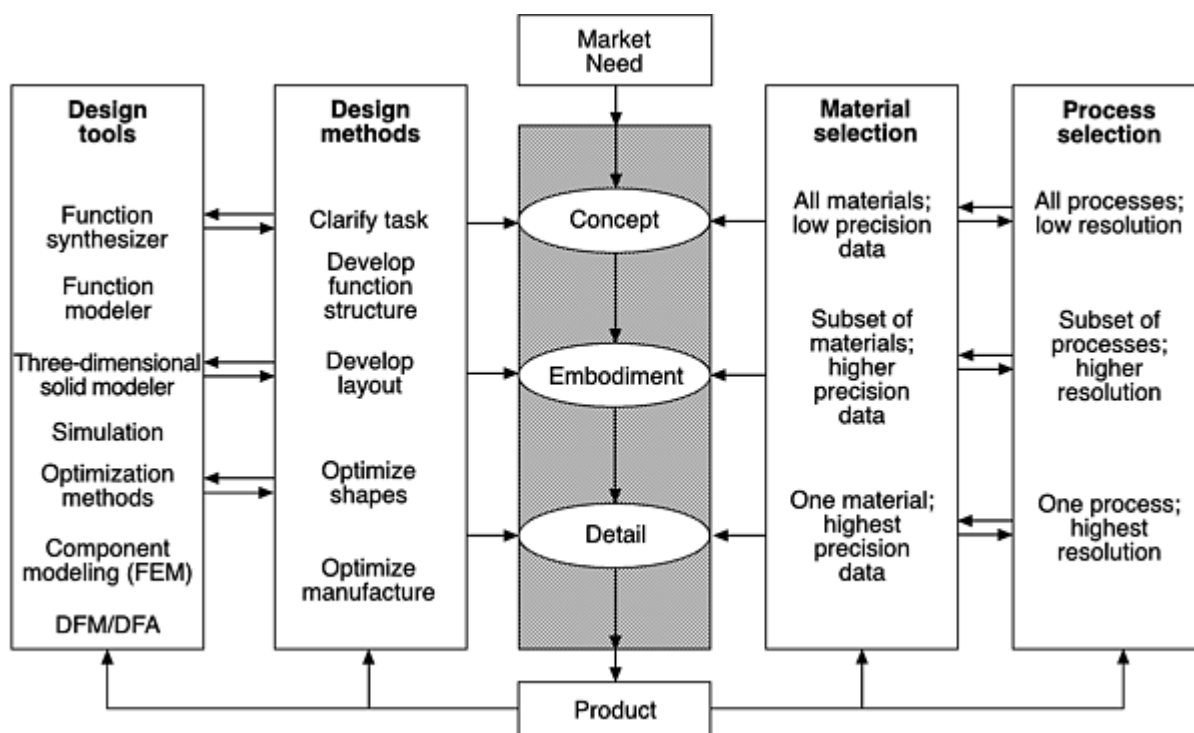 Market
Need
Design
tools
Function
synthesizer
Function
modeler
Three-dimensional
solid modeler
Simulation
Optimization
methods
Component
modeling (FEM)
DFM/DFA
Design
methods
Clarify task
Develop
function
structure
Develop
layout
Optimize
shapes
Optimize
manufacture
Concept
Embodiment
Detail
Product
Material
selection
All materials;
low precision
data
Subset of
materials;
higher
precision
data
One material;
highest
precision
data
Process
selection
All processes;
low resolution
Subset of
processes;
higher
resolution
One process;
highest
resolution